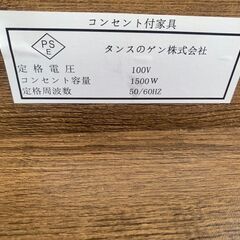 コンセント付家具
PS
E
タンスのゲン株式会社
定格電圧 100V
コンセント容量 1500W
定格周波数 50/60HZ